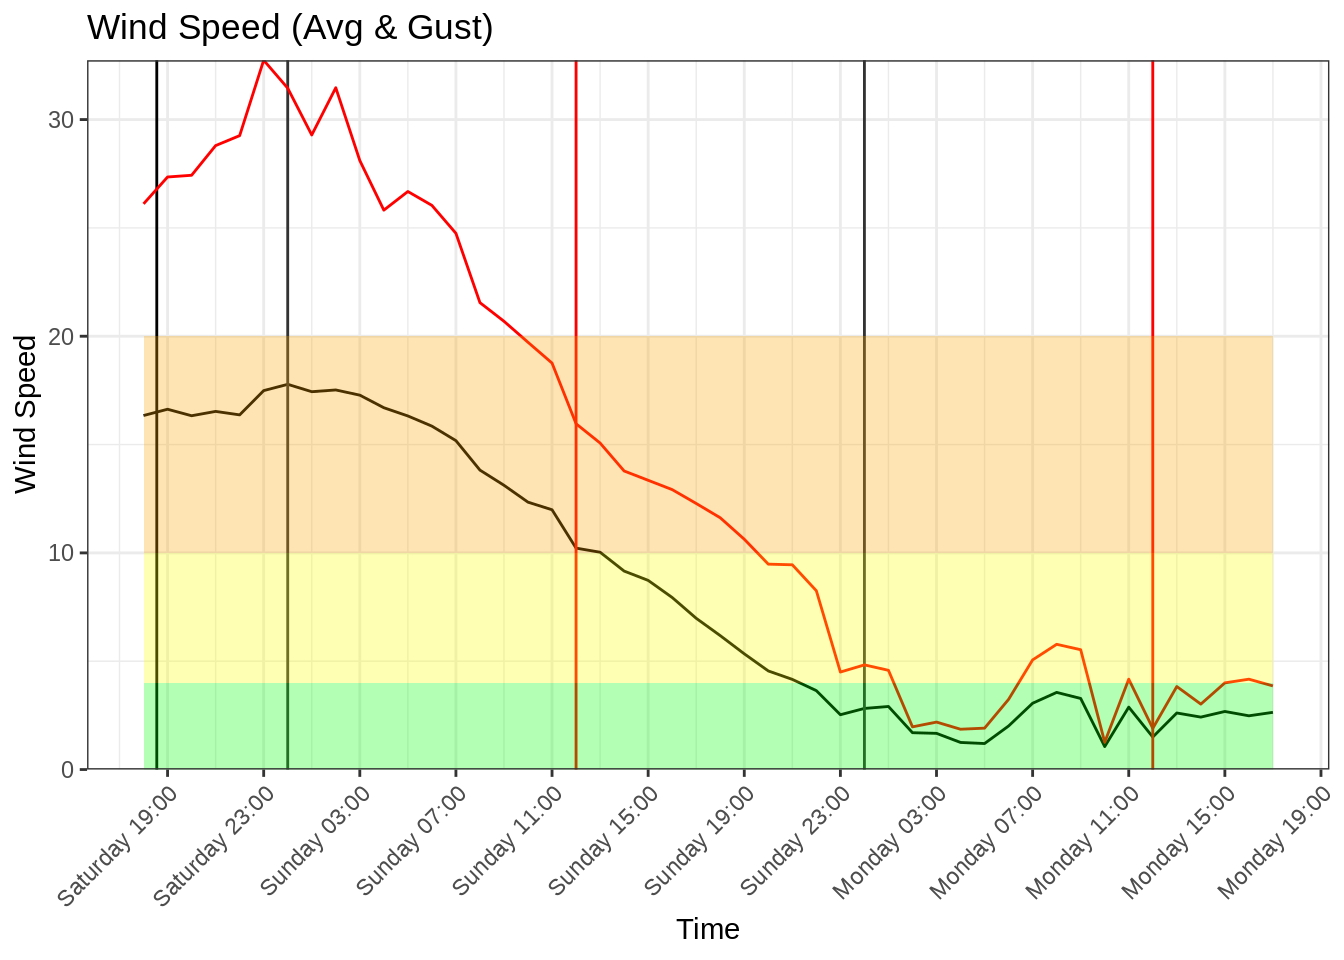 Wind Speed (Avg & Gust)
Wind Speed
30
20
10
0
Saturday 19:00
Saturday 23:00
Sunday 03:00
Sunday 07:00
Sunday 11:00
Sunday 15:00
Sunday 19:00
Sunday 23:00
Monday 03:00
Monday 07:00
Monday 11:00
Monday 15:00
Monday 19:00
Time